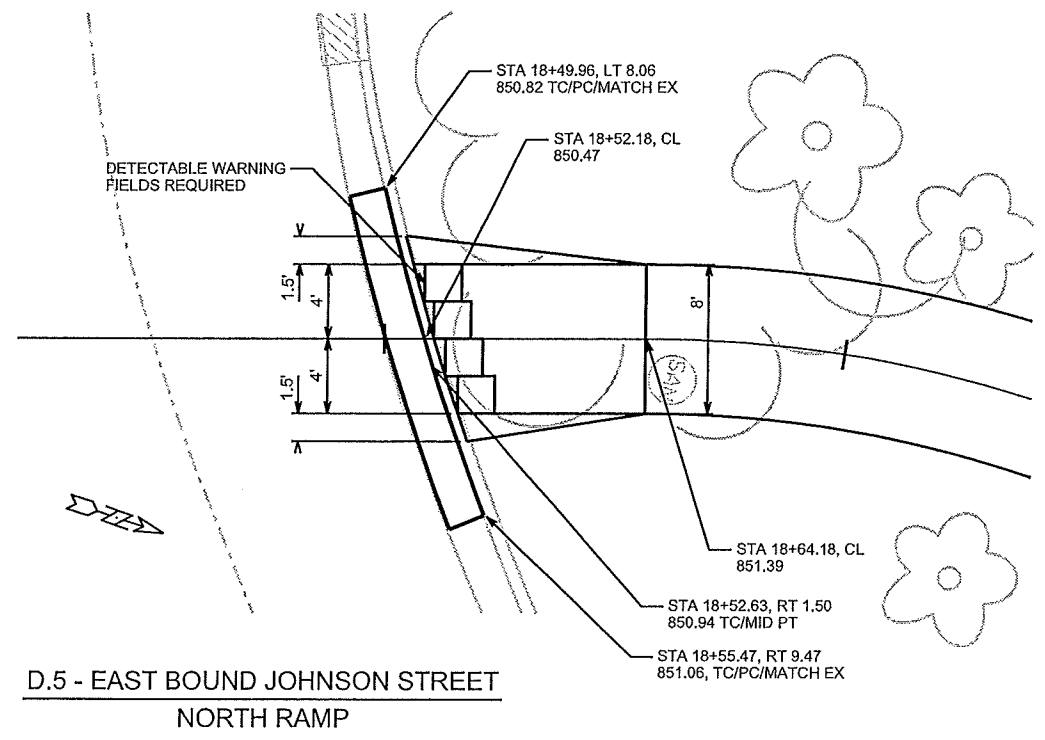 STA 18+49.96, LT 8.06
850.82 TC/PC/MATCH EX
STA 18+52.18, CL
850.47
DETECTABLE WARNING
FIELDS REQUIRED
1.5'
4'
8'
1.5'
4'
SAN
STA 18+64.18, CL
851.39
STA 18+52.63, RT 1.50
850.94 TC/MID PT
STA 18+55.47, RT 9.47
851.06, TC/PC/MATCH EX
D.5 - EAST BOUND JOHNSON STREET
NORTH RAMP